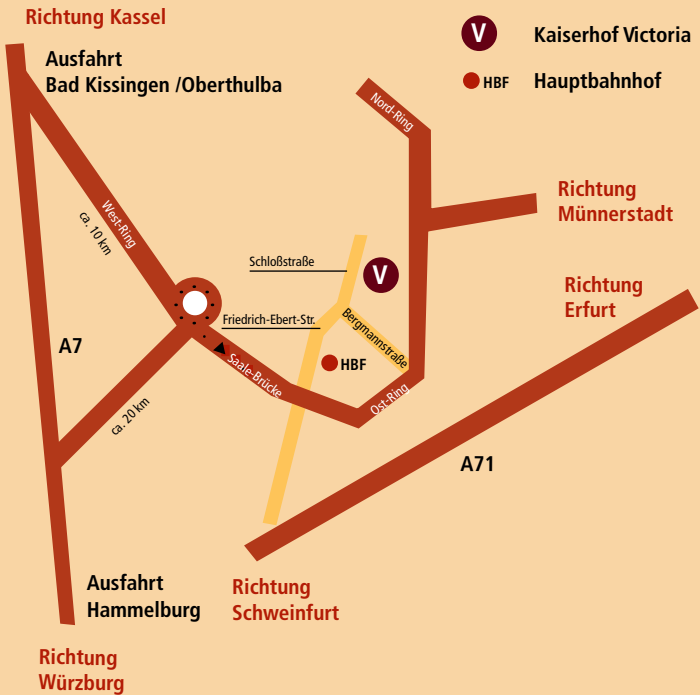 Richtung Kassel
V Kaiserhof Victoria
Ausfahrt
Bad Kissingen /Oberthulba
HBF Hauptbahnhof
Nord-Ring
Richtung
Münnerstadt
West-Ring
ca. 10 km
Schloßstraße
V
Richtung
Erfurt
Friedrich-Ebert-Str.
Bergmannstraße
A7
HBF
Saale-Brücke
Ost-Ring
ca. 20 km
A71
Ausfahrt
Hammelburg
Richtung
Schweinfurt
Richtung
Würzburg